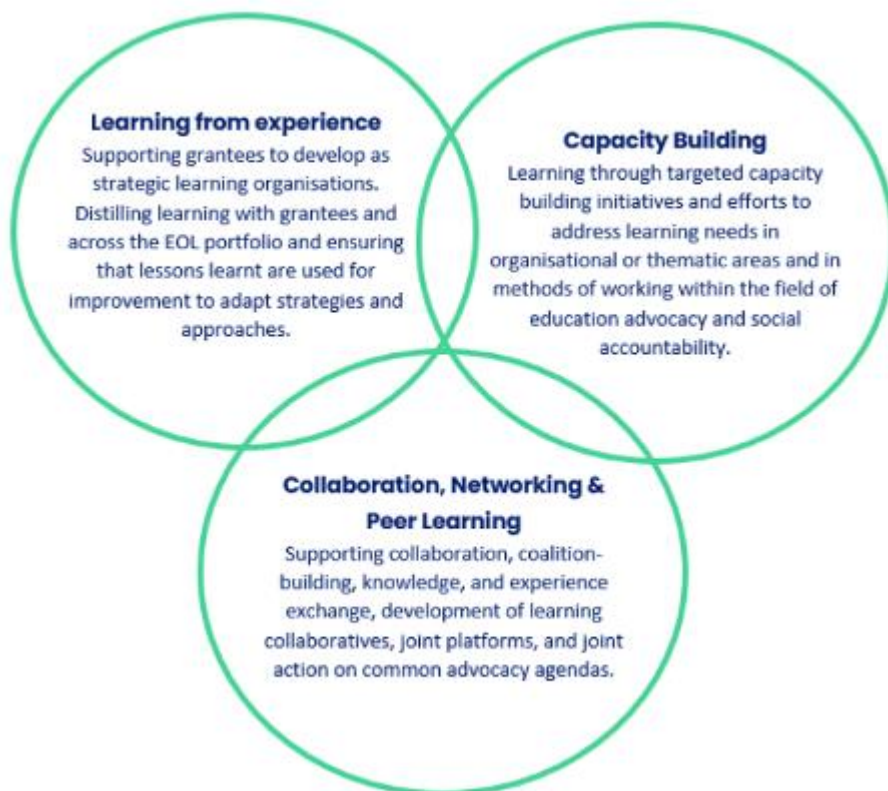 Learning from experience
Supporting grantees to develop as
strategic learning organisations.
Distilling learning with grantees and
across the EOL portfolio and ensuring
that lessons learnt are used for
improvement to adapt strategies and
approaches.
Capacity Building
Learning through targeted capacity
building initiatives and efforts to
address learning needs in
organisational or thematic areas and in
methods of working within the field of
education advocacy and social
accountability.
Collaboration, Networking &
Peer Learning
Supporting collaboration, coalition-
building, knowledge, and experience
exchange, development of learning
collaboratives, joint platforms, and joint
action on common advocacy agendas.